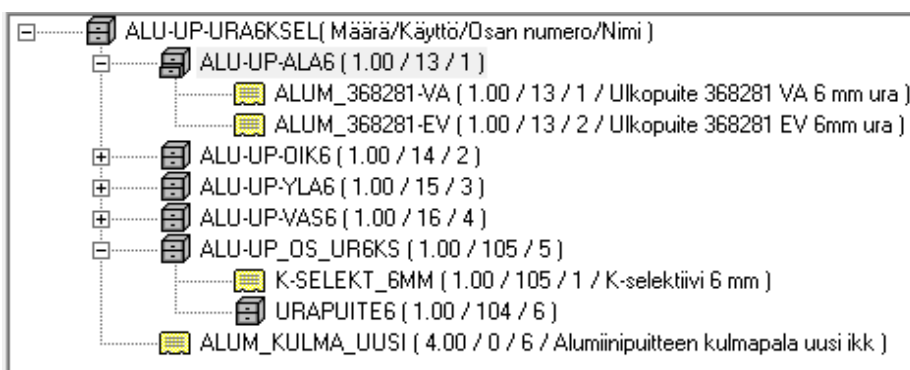 ALU-UP-URA6KSEL( Määrä/Käyttö/Osan numero/Nimi )
ALU-UP-ALA6 ( 1.00 / 13 / 1 )
ALUM_368281-VA ( 1.00 / 13 / 1 / Ulkopuite 368281 VA 6 mm ura )
ALUM_368281-EV ( 1.00 / 13 / 2 / Ulkopuite 368281 EV 6mm ura )
ALU-UP-OIK6 ( 1.00 / 14 / 2 )
ALU-UP-YLA6 ( 1.00 / 15 / 3 )
ALU-UP-VAS6 ( 1.00 / 16 / 4 )
ALU-UP_OS_UR6KS ( 1.00 / 105 / 5 )
K-SELEKT_6MM ( 1.00 / 105 / 1 / K-selektiivi 6 mm )
URAPUITE6 ( 1.00 / 104 / 6 )
ALUM_KULMA_UUSI ( 4.00 / 0 / 6 / Alumiinipuitteen kulmapala uusi ikk )